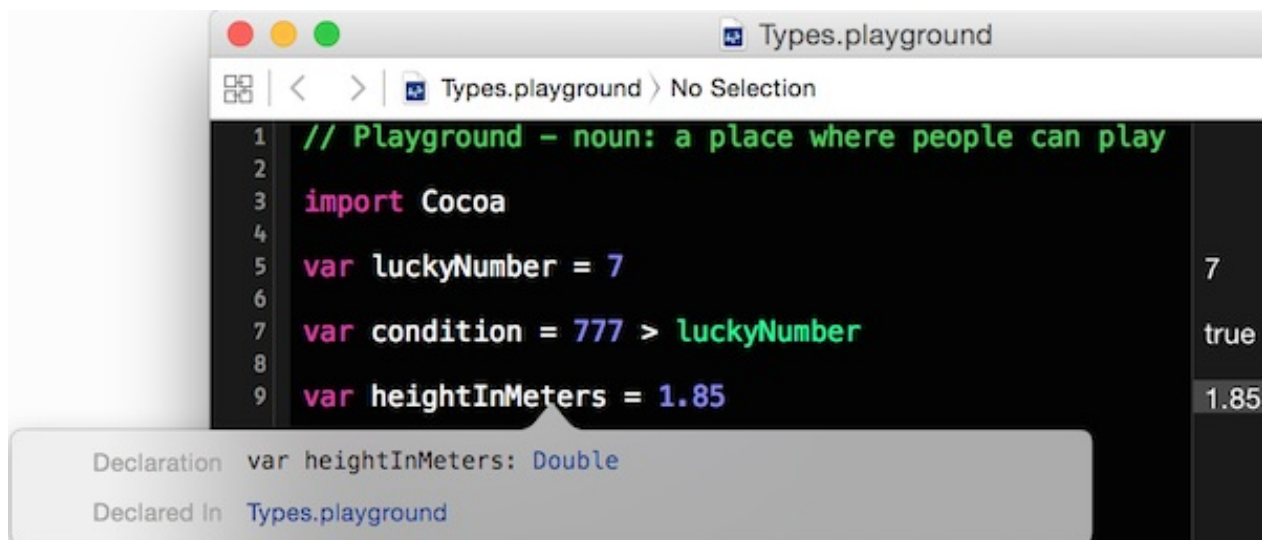 Types.playground
Types.playground 〉 No Selection
1 // Playground – noun: a place where people can play
2
3 import Cocoa
4
5 var luckyNumber = 7 7
6
7 var condition = 777 > luckyNumber true
8
9 var heightInMeters = 1.85 1.85
Declaration var heightInMeters: Double
Declared In Types.playground